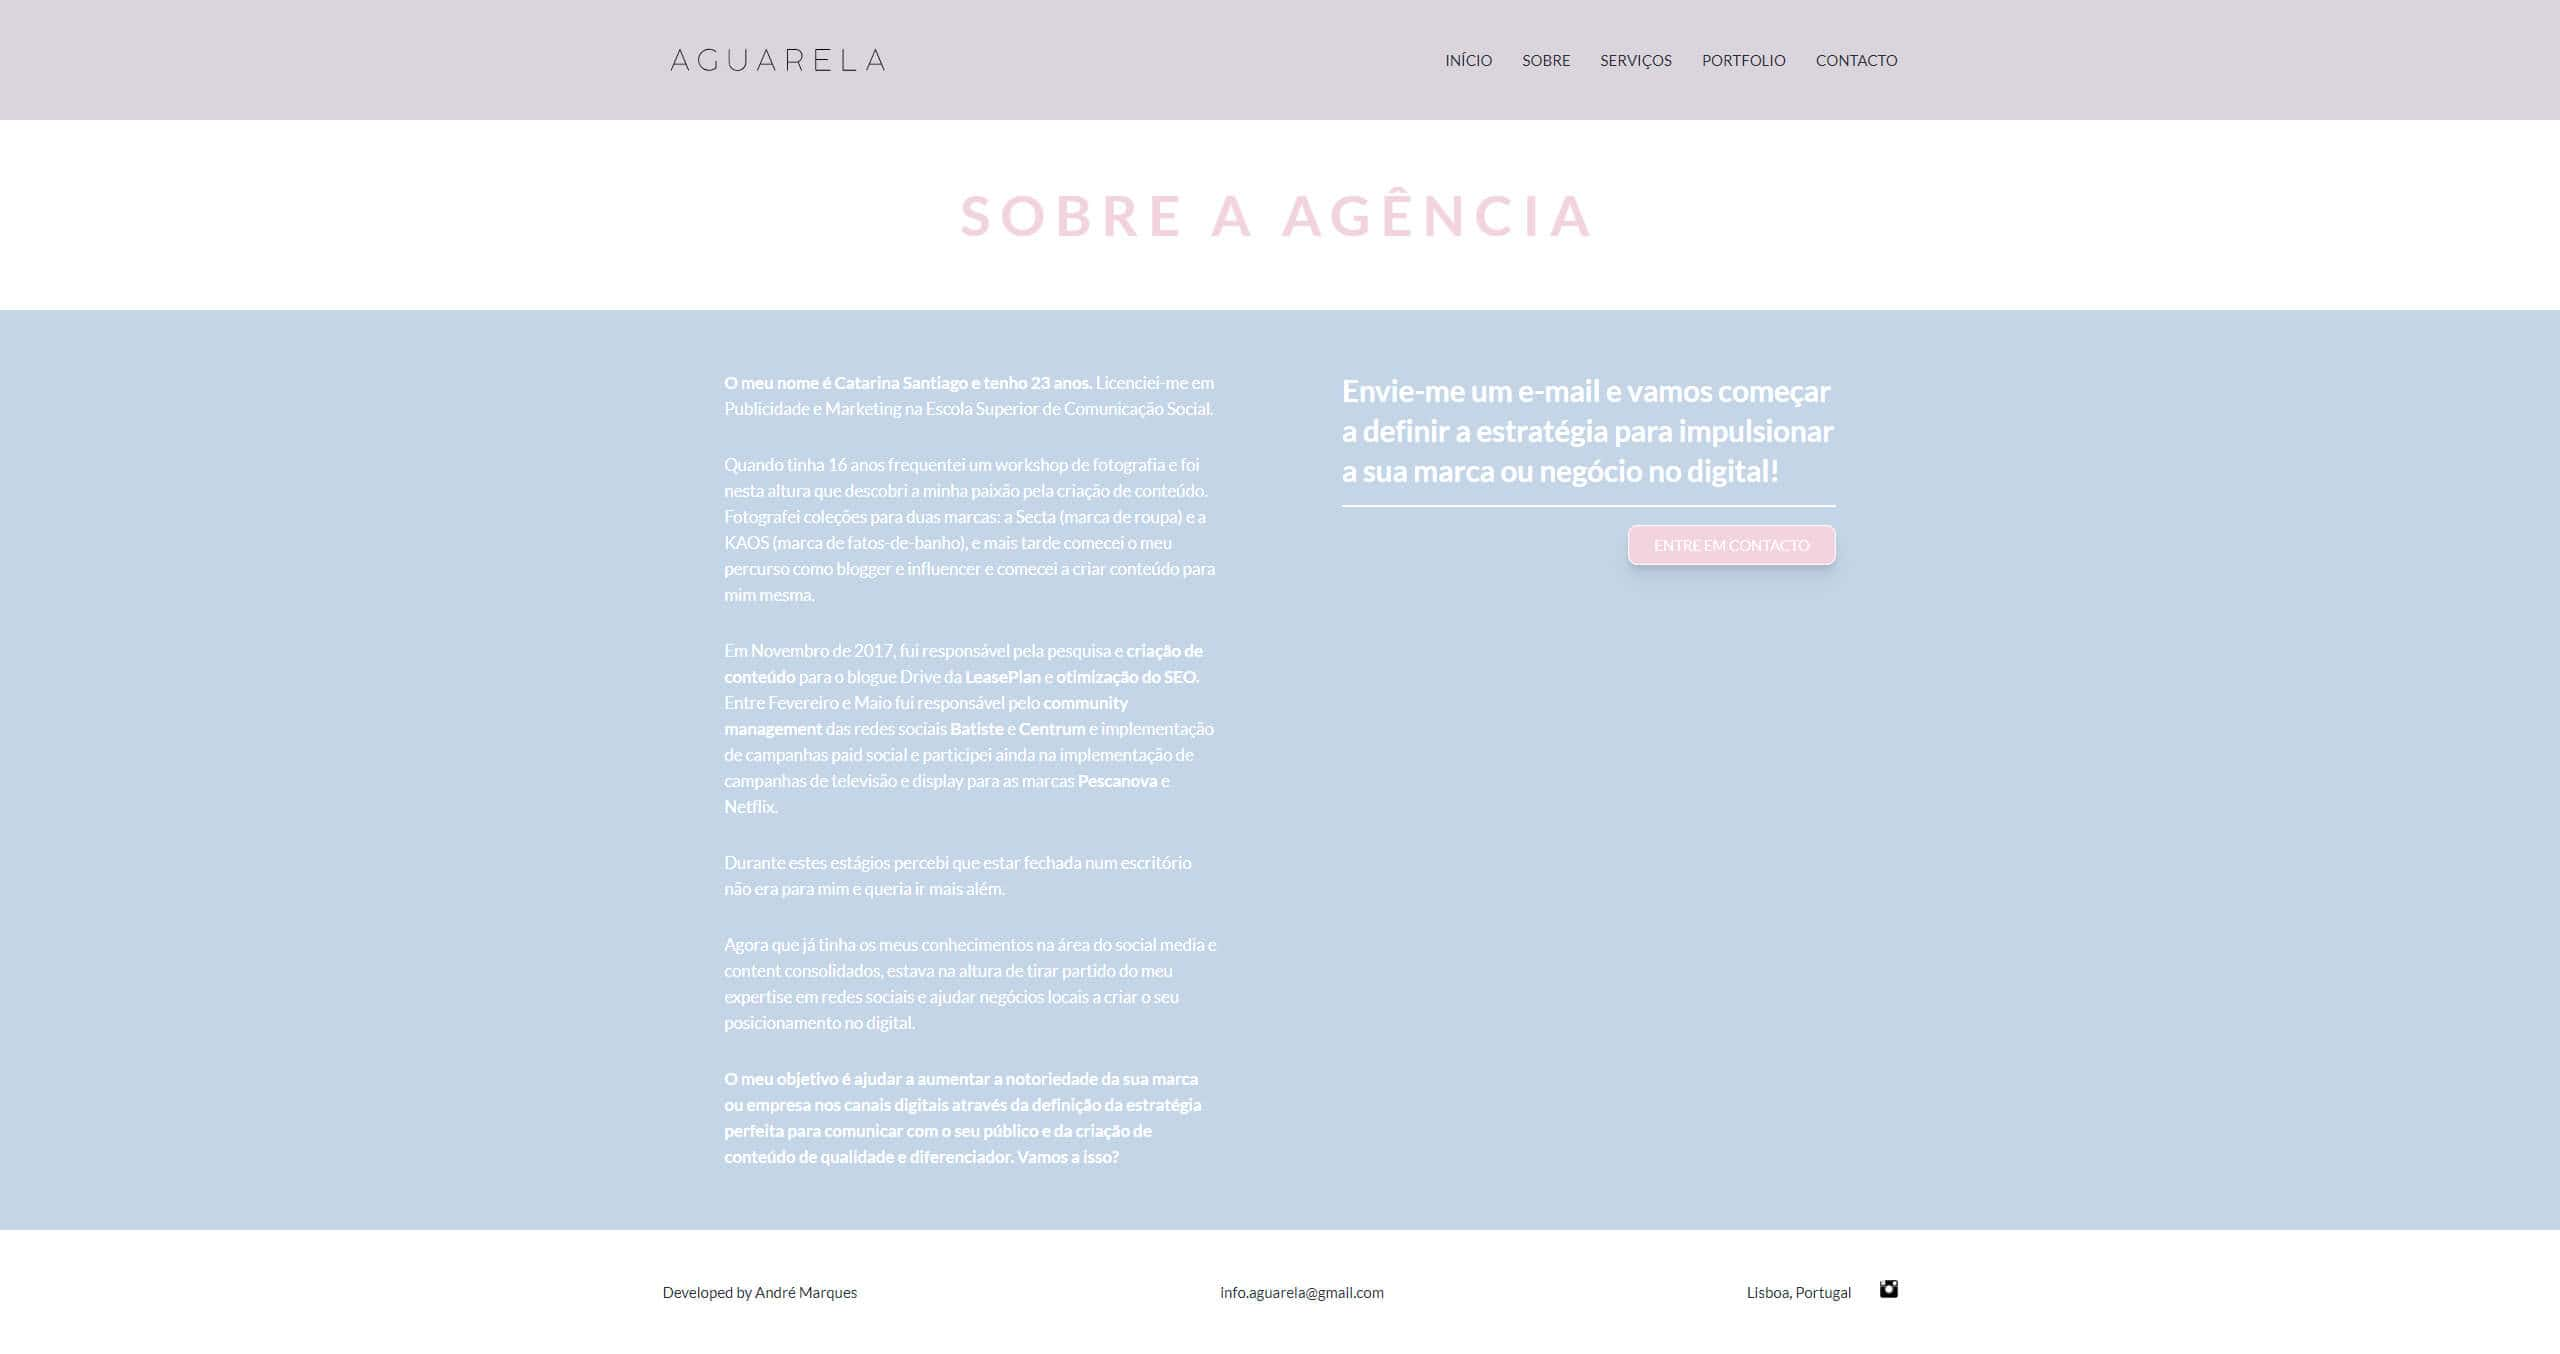 AGUARELA
INÍCIO SOBRE SERVIÇOS PORTFOLIO CONTACTO
SOBRE A AGÊNCIA
O meu nome é Catarina Santiago e tenho 23 anos. Licenciei-me em
Publicidade e Marketing na Escola Superior de Comunicação Social.
Quando tinha 16 anos frequentei um workshop de fotografia e foi
nesta altura que descobri a minha paixão pela criação de conteúdo.
Fotografei coleções para duas marcas: a Secta (marca de roupa) e a
KAOS (marca de fatos-de-banho), e mais tarde comecei o meu
percurso como blogger e influencer e comecei a criar conteúdo para
mim mesma.
Em Novembro de 2017, fui responsável pela pesquisa e criação de
conteúdo para o blogue Drive da LeasePlan e otimização do SEO.
Entre Fevereiro e Maio fui responsável pelo community
management das redes sociais Batiste e Centrum e implementação
de campanhas paid social e participei ainda na implementação de
campanhas de televisão e display para as marcas Pescanova e
Netflix.
Durante estes estágios percebi que estar fechada num escritório
não era para mim e queria ir mais além.
Agora que já tinha os meus conhecimentos na área do social media e
content consolidados, estava na altura de tirar partido do meu
expertise em redes sociais e ajudar negócios locais a criar o seu
posicionamento no digital.
O meu objetivo é ajudar a aumentar a notoriedade da sua marca
ou empresa nos canais digitais através da definição da estratégia
perfeita para comunicar com o seu público e da criação de
conteúdo de qualidade e diferenciador. Vamos a isso?
Envie-me um e-mail e vamos começar
a definir a estratégia para impulsionar
a sua marca ou negócio no digital!
ENTRE EM CONTACTO
Developed by André Marques
info.aguarela@gmail.com
Lisboa, Portugal